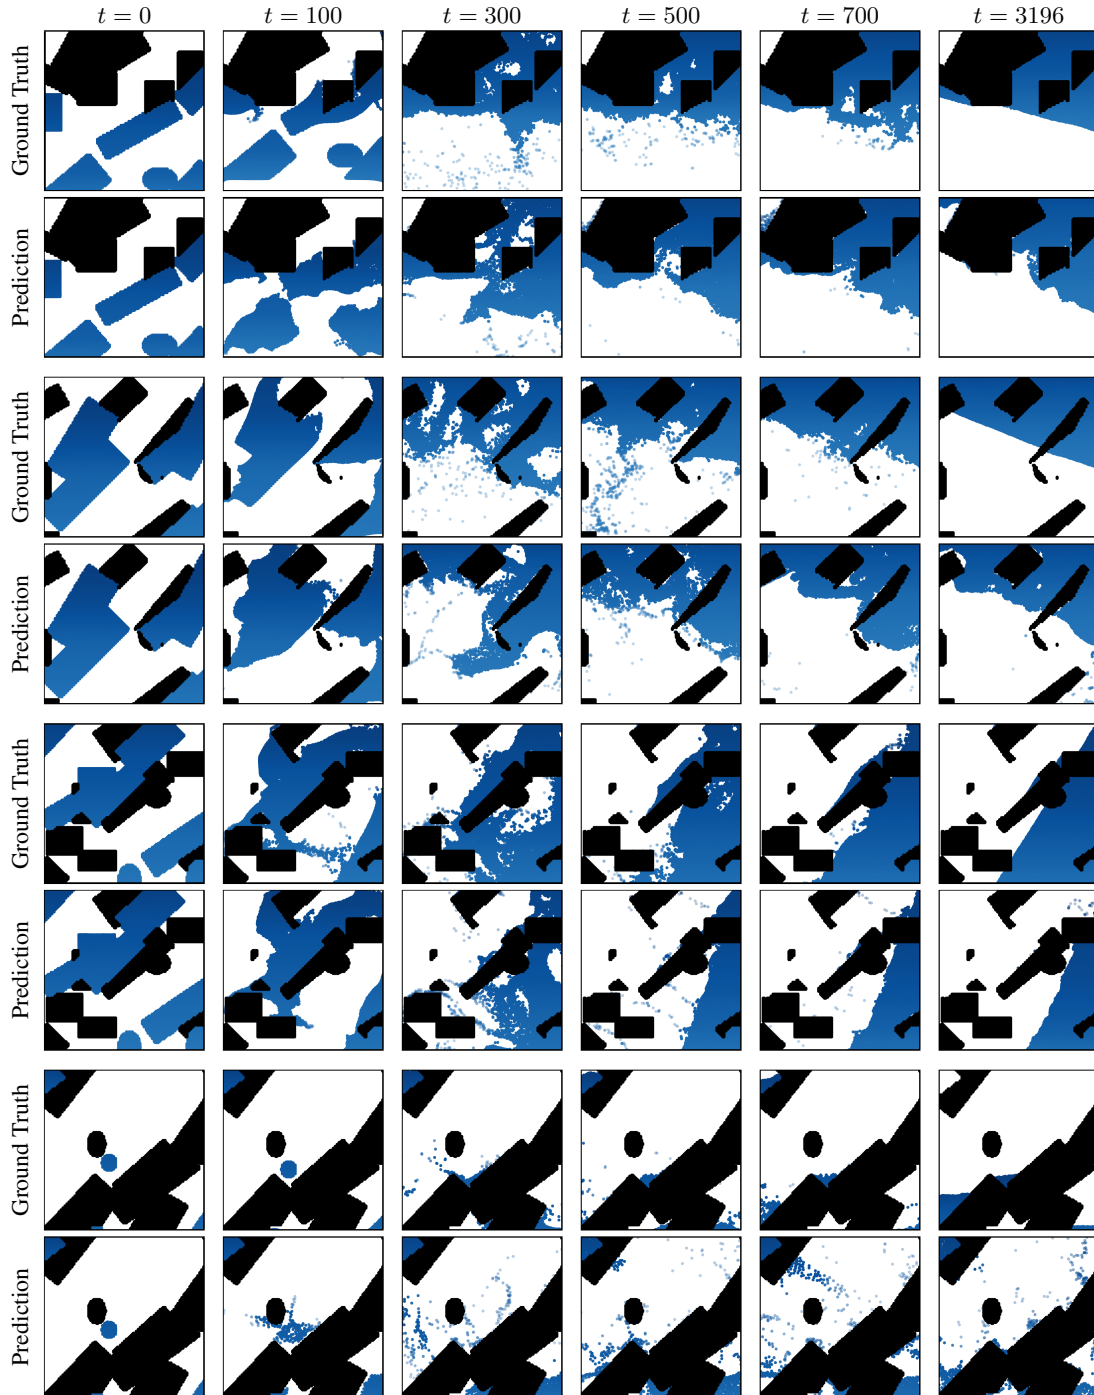 t = 0
t = 100
t = 300
t = 500
t = 700
t = 3196
Ground Truth
Prediction
Ground Truth
Prediction
Ground Truth
Prediction
Ground Truth
Prediction